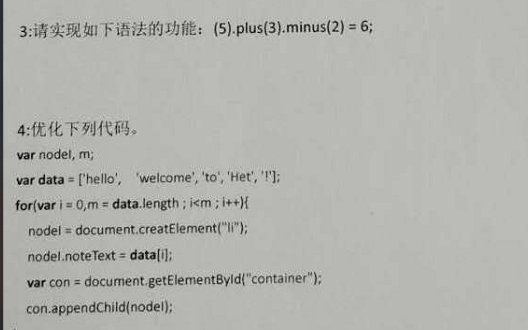 3:请实现如下语法的功能：(5).plus(3).minus(2) = 6;
4:优化下列代码。
var nodel, m;
var data = ['hello', 'welcome', 'to', 'Het', '!'];
for(var i = 0,m = data.length ; i<m ; i++){
nodel = document.creatElement("li");
nodel.noteText = data[i];
var con = document.getElementById("container");
con.appendChild(nodel);